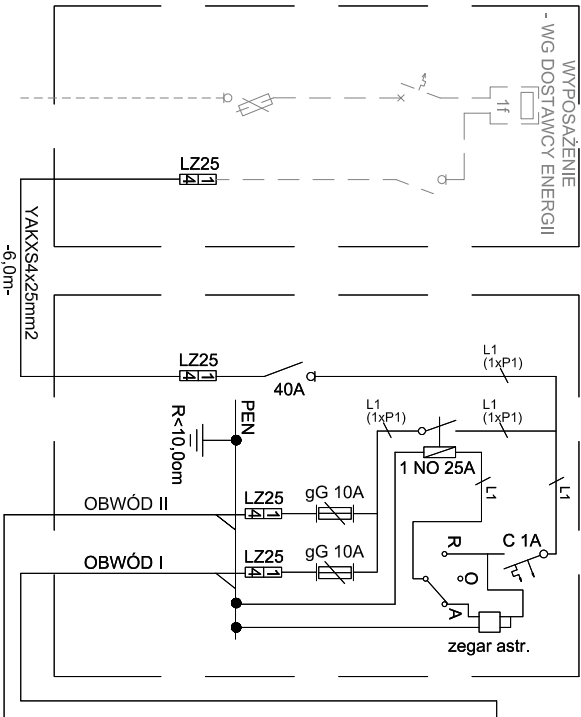 WYPOSAŻENIE
- WG DOSTAWCY ENERGII
1f
LZ25
4 1
YAKXS4x25mm2
-6,0m-
LZ25
4 1
40A
L1
(1xP1)
L1
(1xP1)
L1
(1xP1)
PEN
R<10,0om
1 NO 25A
L1
L1
OBWÓD II
LZ25
4 1
gG 10A
OBWÓD I
LZ25
4 1
gG 10A
R
O
A
C 1A
zegar astr.